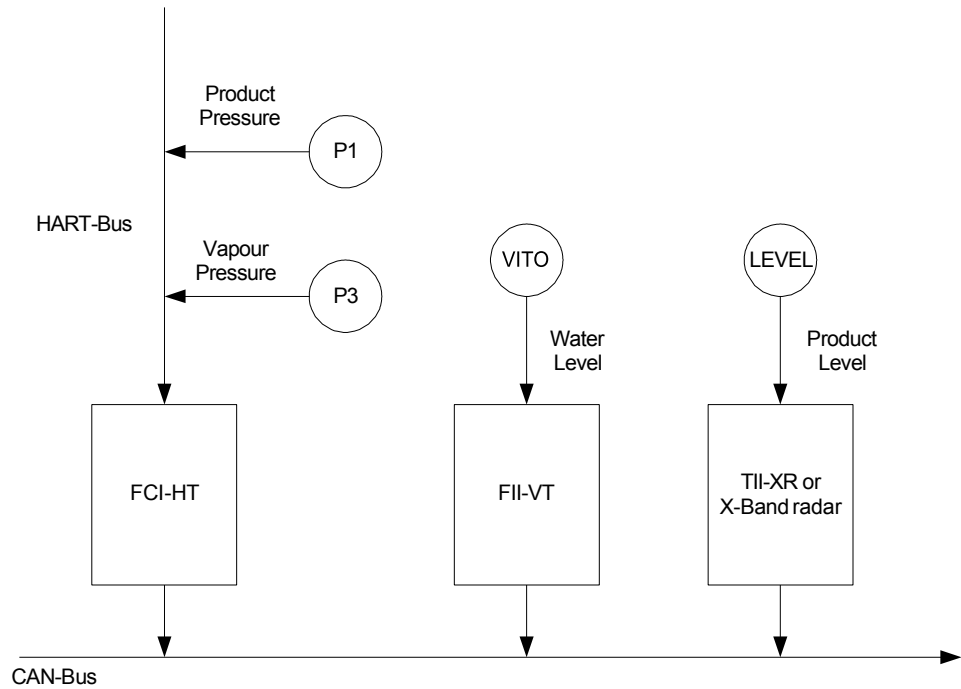 Product
Pressure
P1
HART-Bus
Vapour
Pressure
P3
VITO
LEVEL
Water
Level
Product
Level
FCI-HT
FII-VT
TII-XR or
X-Band radar
CAN-Bus